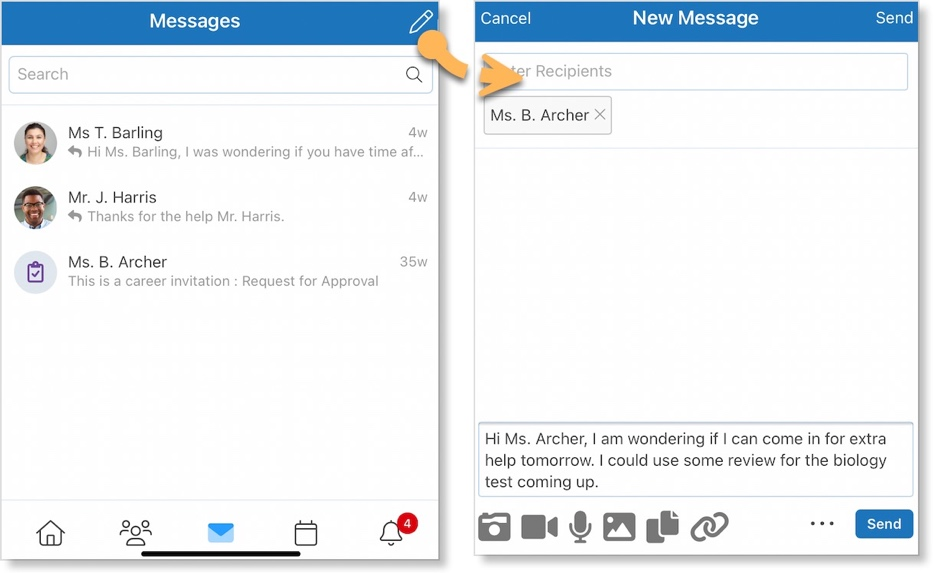 Messages
Search
Ms T. Barling
4w
Hi Ms. Barling, I was wondering if you have time af...
Mr. J. Harris
4w
Thanks for the help Mr. Harris.
Ms. B. Archer
35w
This is a career invitation : Request for Approval
4
Cancel
New Message
Send
Recipients
Ms. B. Archer
Hi Ms. Archer, I am wondering if I can come in for extra
help tomorrow. I could use some review for the biology
test coming up.
Send